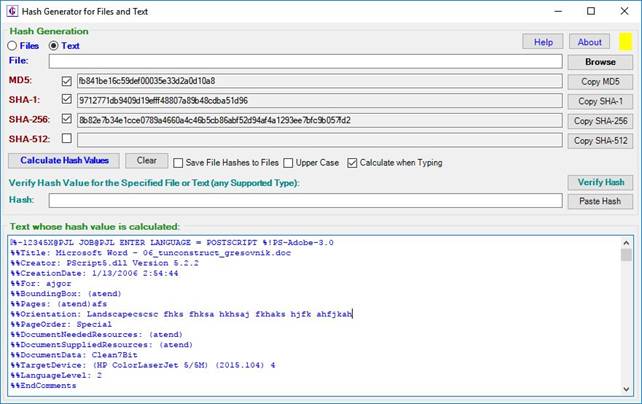 Hash Generator for Files and Text
Hash Generation
Files Text Help About
File: Browse
MD5: fb841be16c59def00035e33d2a0d10a8 Copy MD5
SHA-1: 9712771db9409d19efff48807a89b48cdba51d96 Copy SHA-1
SHA-256: 8b82e7b34e1cce0789a4660a4c46b5cb86abf52d94af4a1293ee7bfc9b057fd2 Copy SHA-256
SHA-512: Copy SHA-512
Calculate Hash Values Clear Save File Hashes to Files Upper Case Calculate when Typing
Verify Hash Value for the Specified File or Text (any Supported Type): Verify Hash
Hash: Paste Hash
Text whose hash value is calculated:
%-12345X@PJL JOB@PJL ENTER LANGUAGE = POSTSCRIPT %!PS-Adobe-3.0
%%Title: Microsoft Word - 06_tunconstruct_gresovnik.doc
%%Creator: PScript5.dll Version 5.2.2
%%CreationDate: 1/13/2006 2:54:44
%%For: ajgor
%%BoundingBox: (atend)
%%Pages: (atend)afs
%%Orientation: Landscapecscsc fhks fhksa hkhsaj fkhaks hjfk ahfjkah
%%PageOrder: Special
%%DocumentNeededResources: (atend)
%%DocumentSuppliedResources: (atend)
%%DocumentData: Clean7Bit
%%TargetDevice: (HP ColorLaserJet 5/5M) (2015.104) 4
%%LanguageLevel: 2
%%EndComments